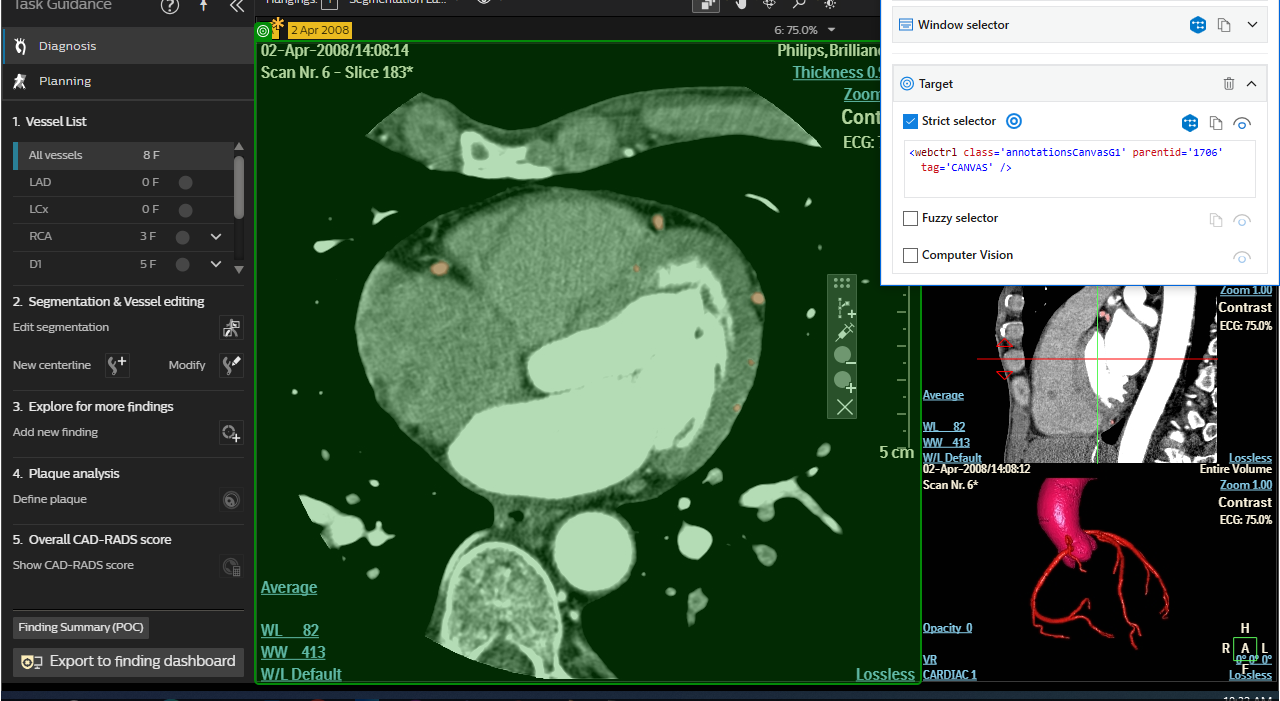 Task Guidance
?
Diagnosis
Planning
1. Vessel List
All vessels 8 F
LAD 0 F
LCx 0 F
RCA 3 F
D1 5 F
2. Segmentation & Vessel editing
Edit segmentation
New centerline
Modify
3. Explore for more findings
Add new finding
4. Plaque analysis
Define plaque
5. Overall CAD-RADS score
Show CAD-RADS score
Finding Summary (POC)
Export to finding dashboard
Hangings: Segmentation
2 Apr 2008
6: 75.0%
02-Apr-2008/14:08:14
Scan Nr. 6 - Slice 183*
Philips,Brillian
Thickness 0.
Zoom
Cont
ECG:
5 cm
Average
WL 82
WW 413
W/L Default
Lossless
Window selector
Target
Strict selector
<webctrl class='annotationsCanvasG1' parentid='1706'
tag='CANVAS' />
Fuzzy selector
Computer Vision
Zoom 1.00
Contrast
ECG: 75.0%
Average
WL 82
WW 413
W/L Default
Lossless
02-Apr-2008/14:08:12
Entire Volume
Scan Nr. 6*
Zoom 1.00
Contrast
ECG: 75.0%
Opacity 0
VR
CARDIAC 1
H
R A L
F
0° 0° 0°
Lossless